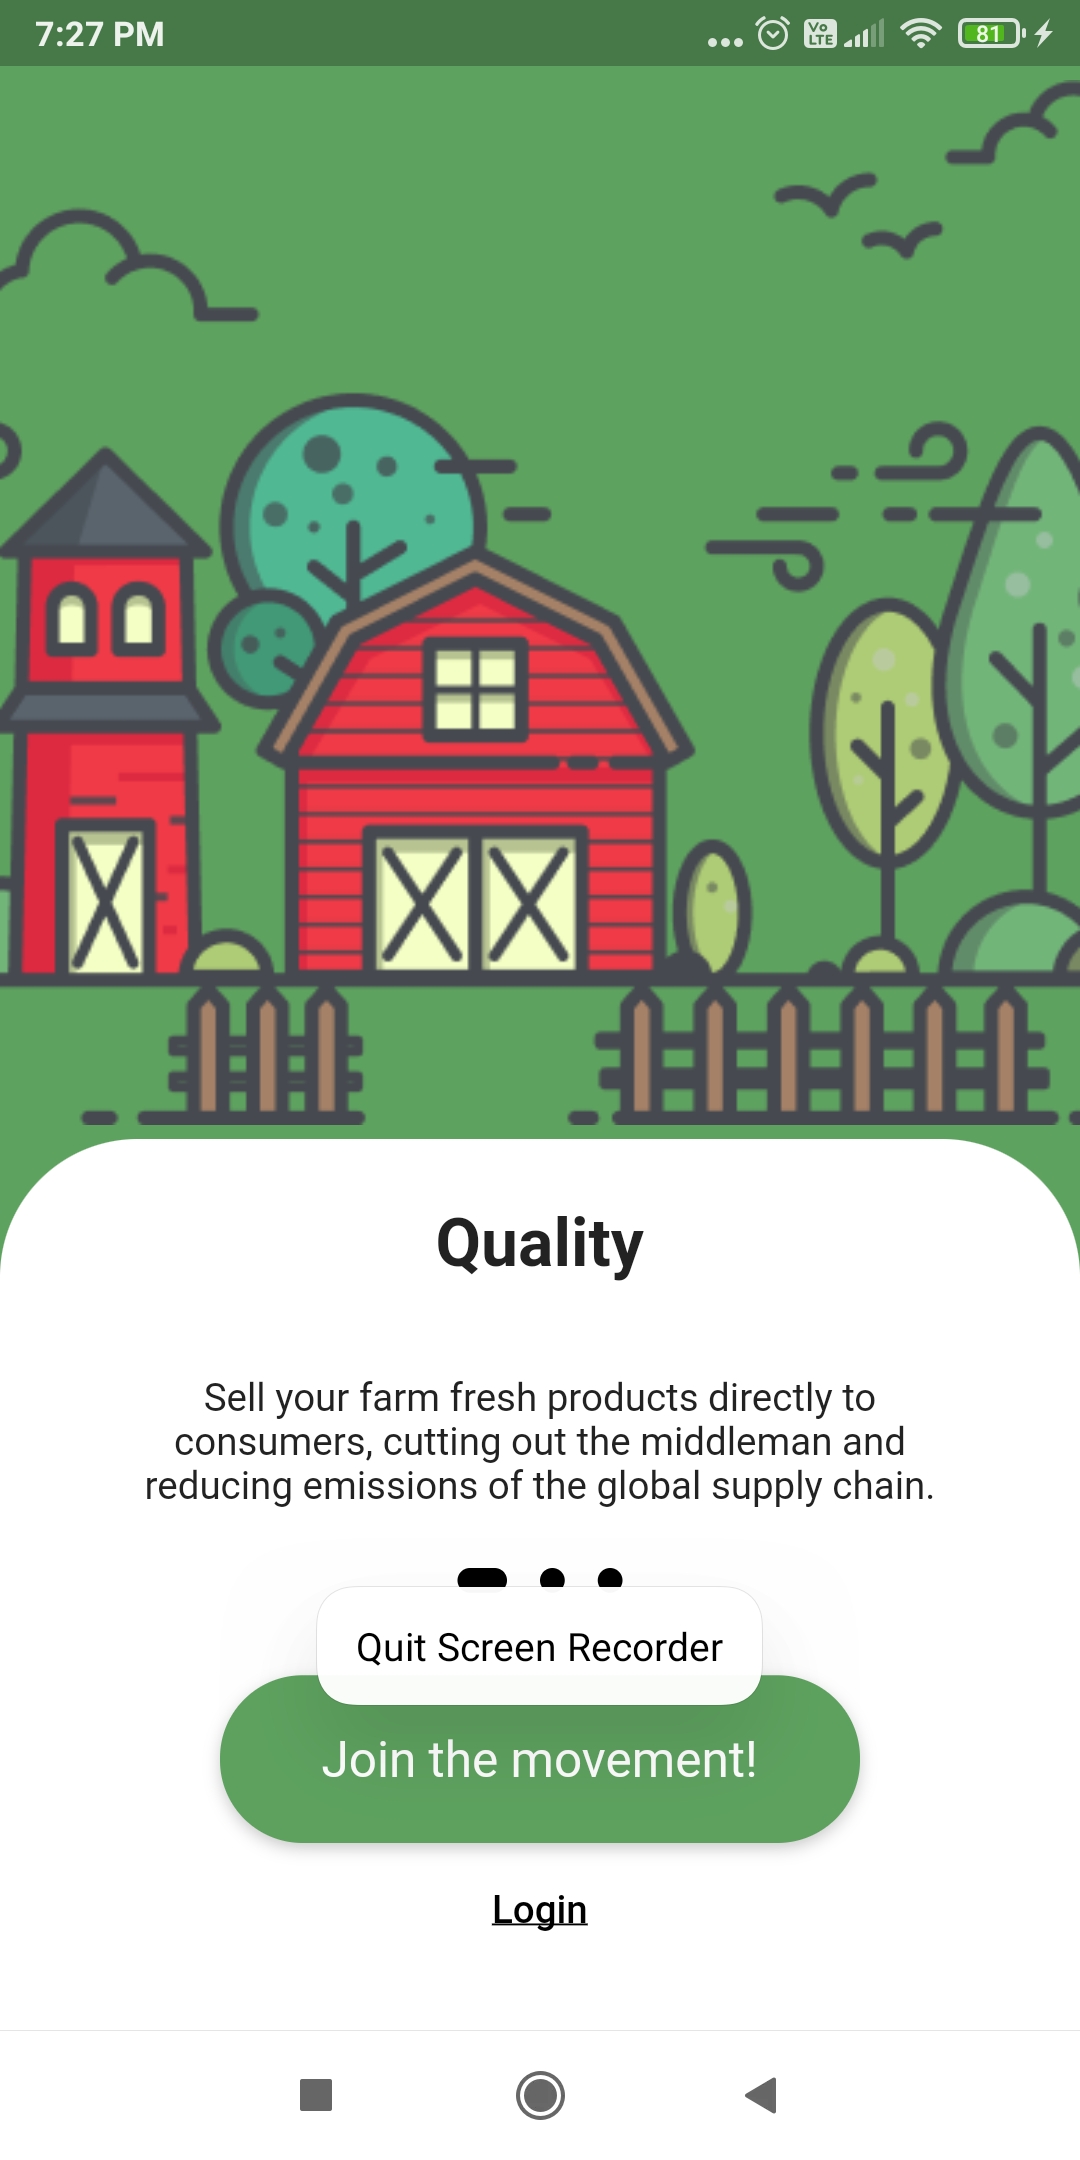 7:27 PM
Vo LTE
81
Quality
Sell your farm fresh products directly to
consumers, cutting out the middleman and
reducing emissions of the global supply chain.
Quit Screen Recorder
Join the movement!
Login